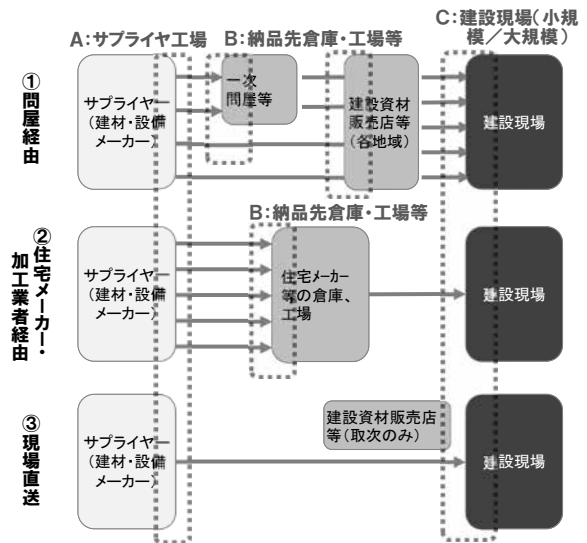 A:サプライヤ工場
B:納品先倉庫・工場等
C:建設現場(小規
模/大規模)
①問屋経由
サプライヤー
(建材・設備
メーカー)
一次
問屋等
建設資材
販売店等
(各地域)
建設現場
B:納品先倉庫・工場等
②住宅メーカー・
加工業者経由
サプライヤー
(建材・設備
メーカー)
住宅メーカー
等の倉庫、
工場
建設現場
③現場直送
サプライヤー
(建材・設備
メーカー)
建設資材販売店
等(取次のみ)
建設現場